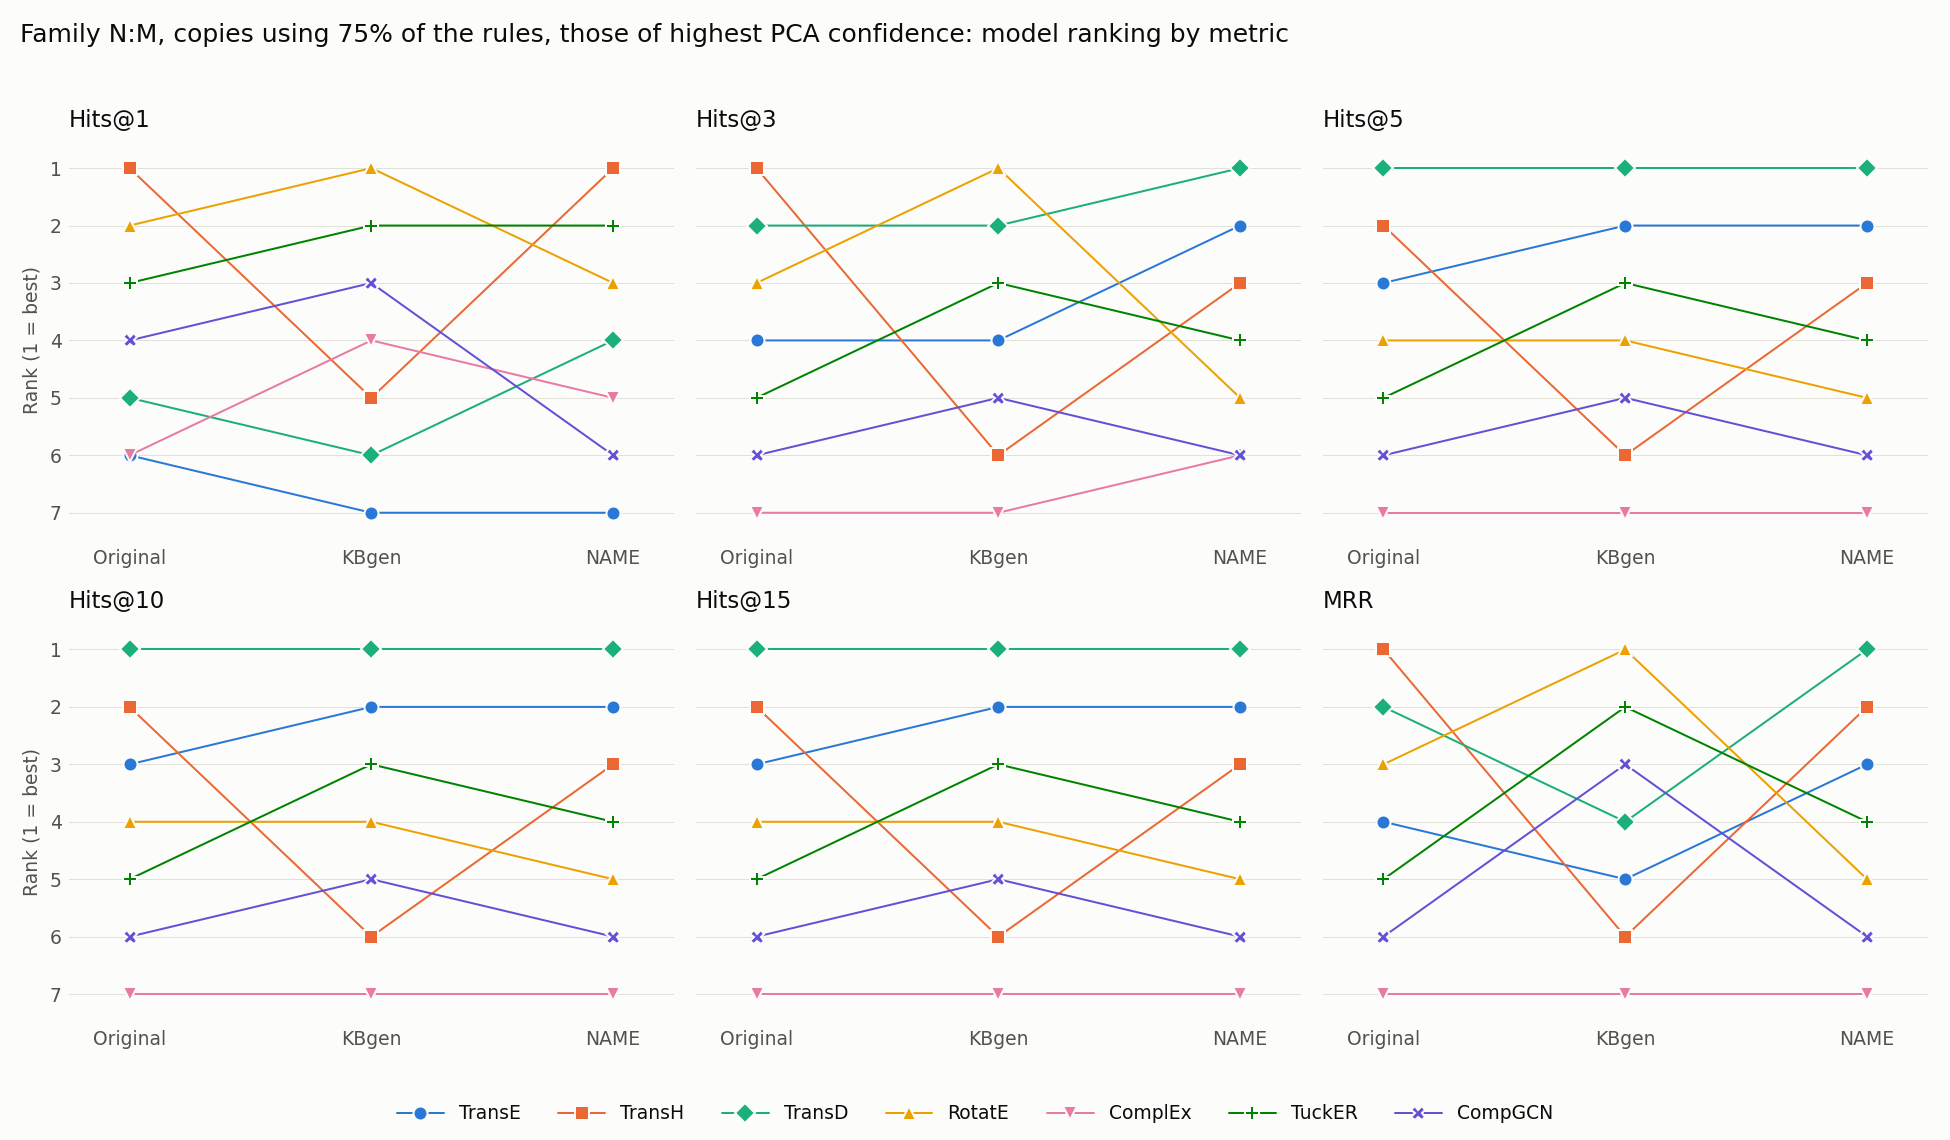 Family N:M, copies using 75% of the rules, those of highest PCA confidence: model ranking by metric
Hits@1
Hits@3
Hits@5
Rank (1 = best)
1
2
3
4
5
6
7
Original
KBgen
NAME
Original
KBgen
NAME
Original
KBgen
NAME
Hits@10
Hits@15
MRR
Rank (1 = best)
1
2
3
4
5
6
7
Original
KBgen
NAME
Original
KBgen
NAME
Original
KBgen
NAME
TransE
TransH
TransD
RotatE
ComplEx
TuckER
CompGCN